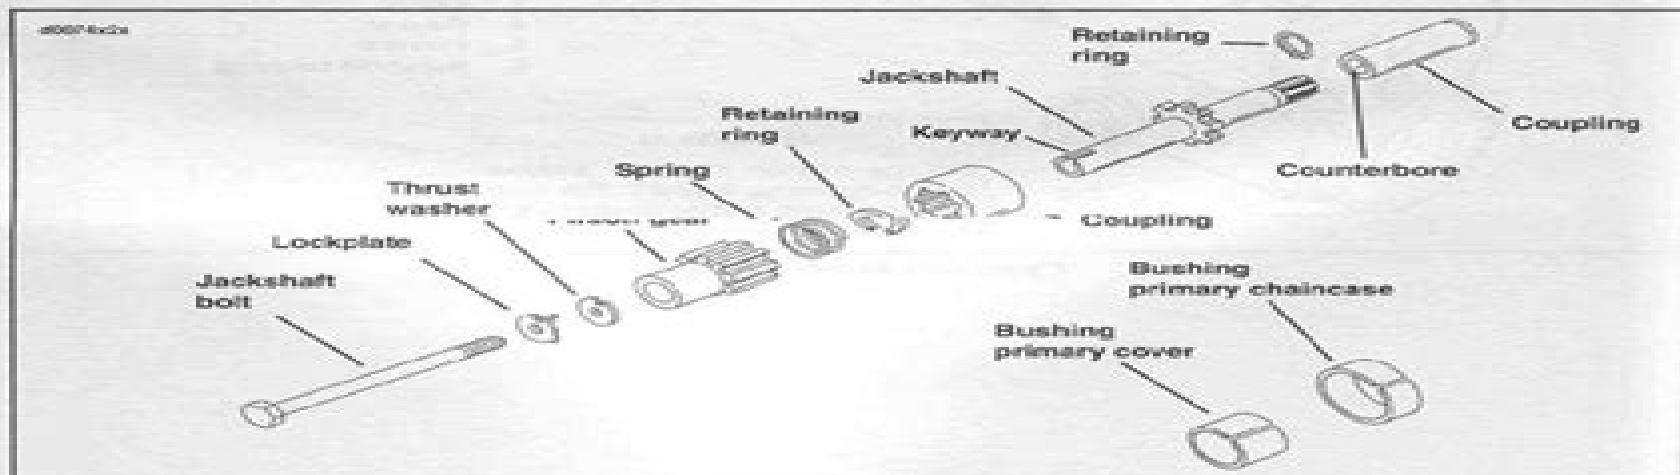 Retaining
ring
Jackshaft
Retaining
ring
Keyway
Coupling
Counterbore
Spring
Thrust
washer
Coupling
Lockplate
Jackshaft
bolt
Bushing
primary chaincase
Bushing
primary cover